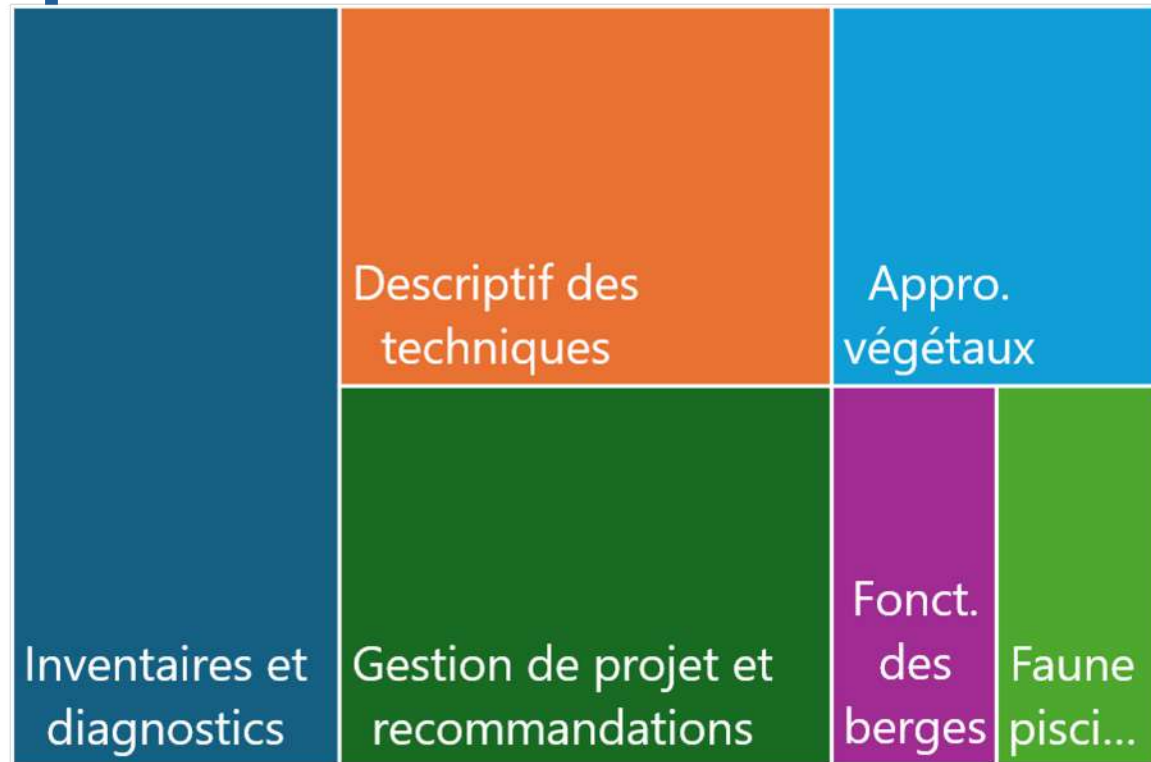 Descriptif des
techniques
Appro.
végétaux
Inventaires et
diagnostics
Gestion de projet et
recommandations
Fonct.
des
berges
Faune
pisci...